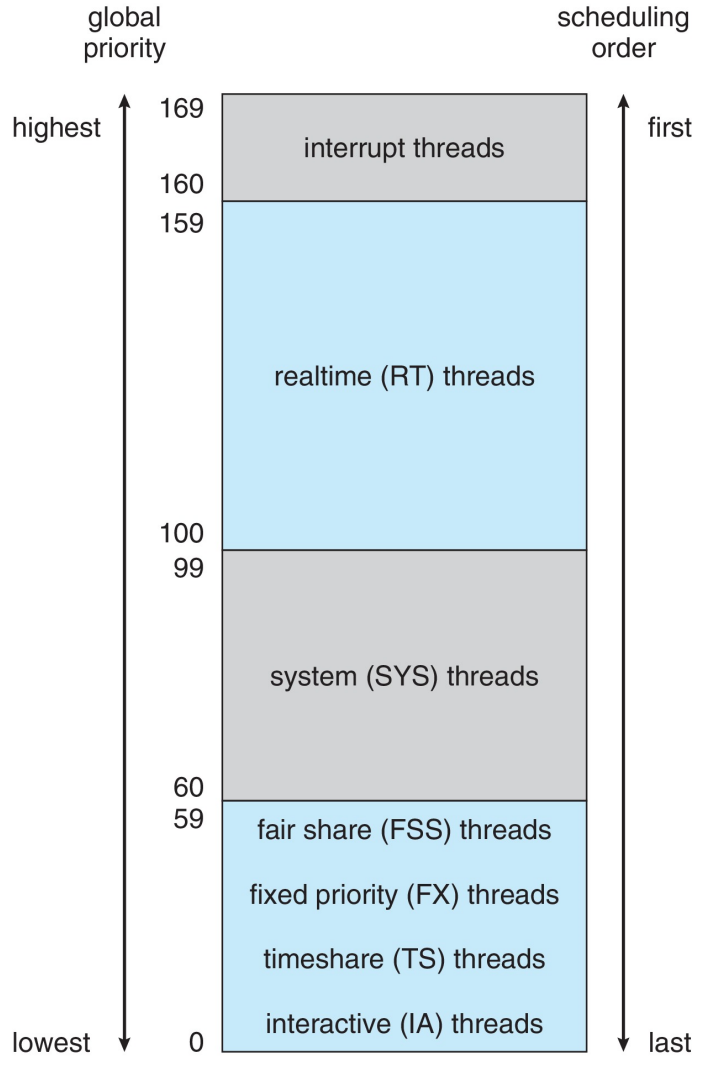 global
priority
scheduling
order
highest
first
169
interrupt threads
160
159
realtime (RT) threads
100
99
system (SYS) threads
60
59
fair share (FSS) threads
fixed priority (FX) threads
timeshare (TS) threads
interactive (IA) threads
lowest
0
last